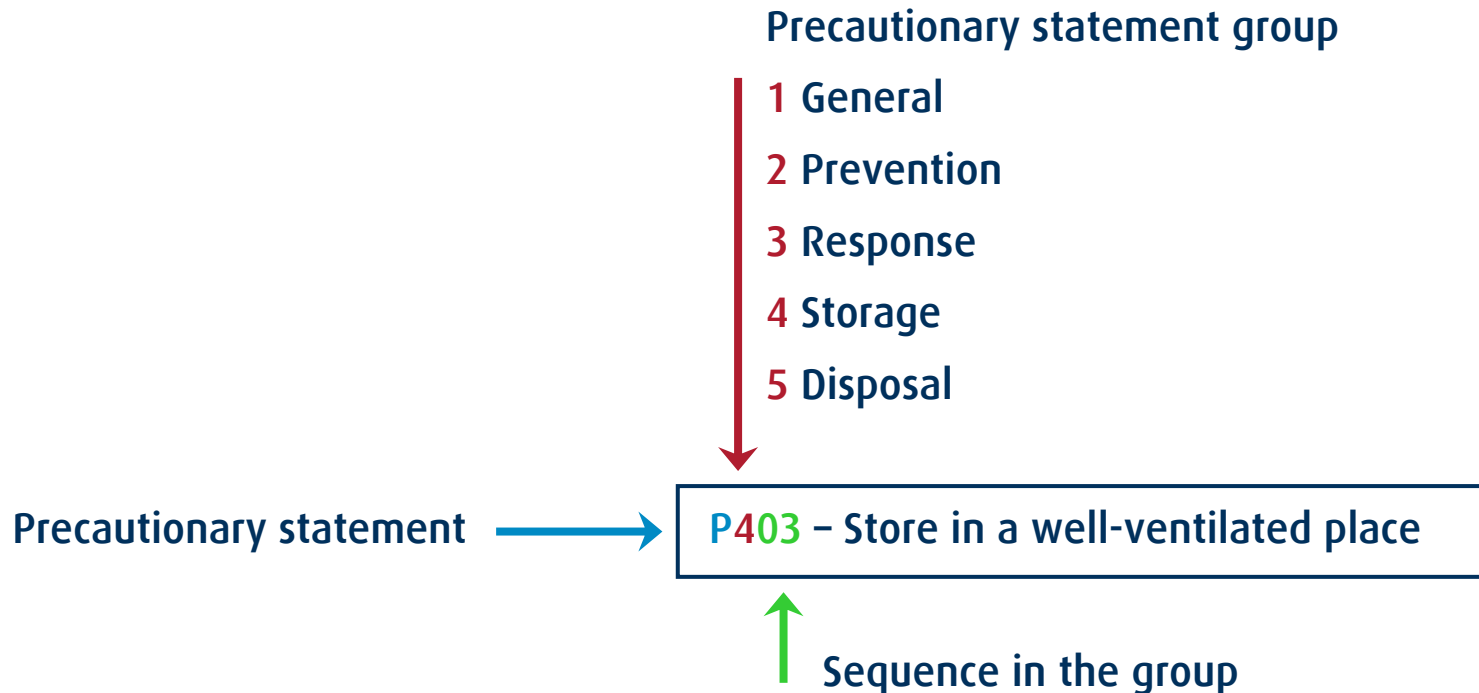 Precautionary statement group
1 General
2 Prevention
3 Response
4 Storage
5 Disposal
Precautionary statement
P403 – Store in a well-ventilated place
Sequence in the group